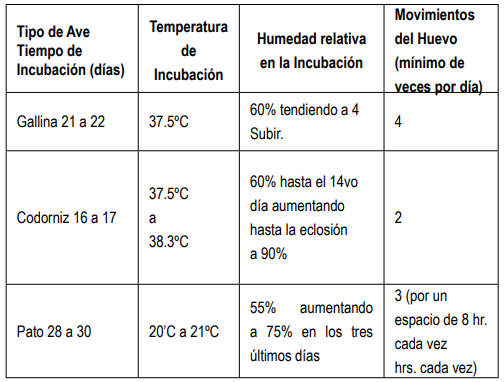 Tipo de Ave
Tiempo de
Incubación (días)
Temperatura
de
Incubación
Humedad relativa
en la Incubación
Movimientos
del Huevo
(mínimo de
veces por día)
Gallina 21 a 22
37.5ºC
60% tendiendo a 4
Subir.
4
Codorniz 16 a 17
37.5ºC
a
38.3ºC
60% hasta el 14vo
día aumentando
hasta la eclosión
a 90%
2
Pato 28 a 30
20'C a 21ºC
55% aumentando
a 75% en los tres
últimos días
3 (por un
espacio de 8 hr.
cada vez
hrs. cada vez)